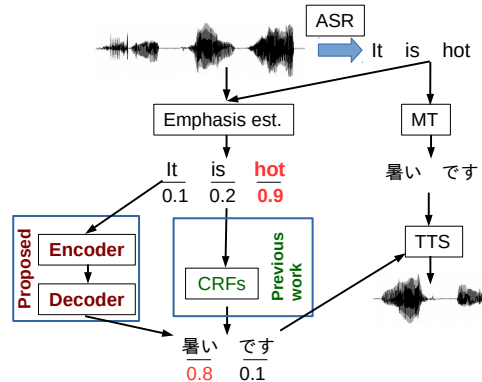 ASR
It is hot
Emphasis est.
MT
It is hot
0.1 0.2 0.9
暑い です
Proposed
Encoder
Decoder
CRFs
Previous work
TTS
暑い です
0.8 0.1